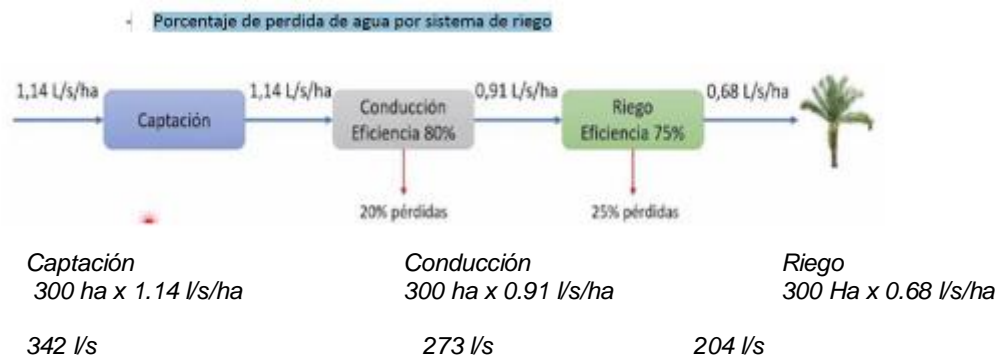 - Porcentaje de perdida de agua por sistema de riego
1,14 L/s/ha
Captación
1,14 L/s/ha
Conducción
Eficiencia 80%
0,91 L/s/ha
Riego
Eficiencia 75%
0,68 L/s/ha
20% pérdidas
25% pérdidas
Captación Conducción Riego
300 ha x 1.14 l/s/ha 300 ha x 0.91 l/s/ha 300 Ha x 0.68 l/s/ha
342 l/s 273 l/s 204 l/s